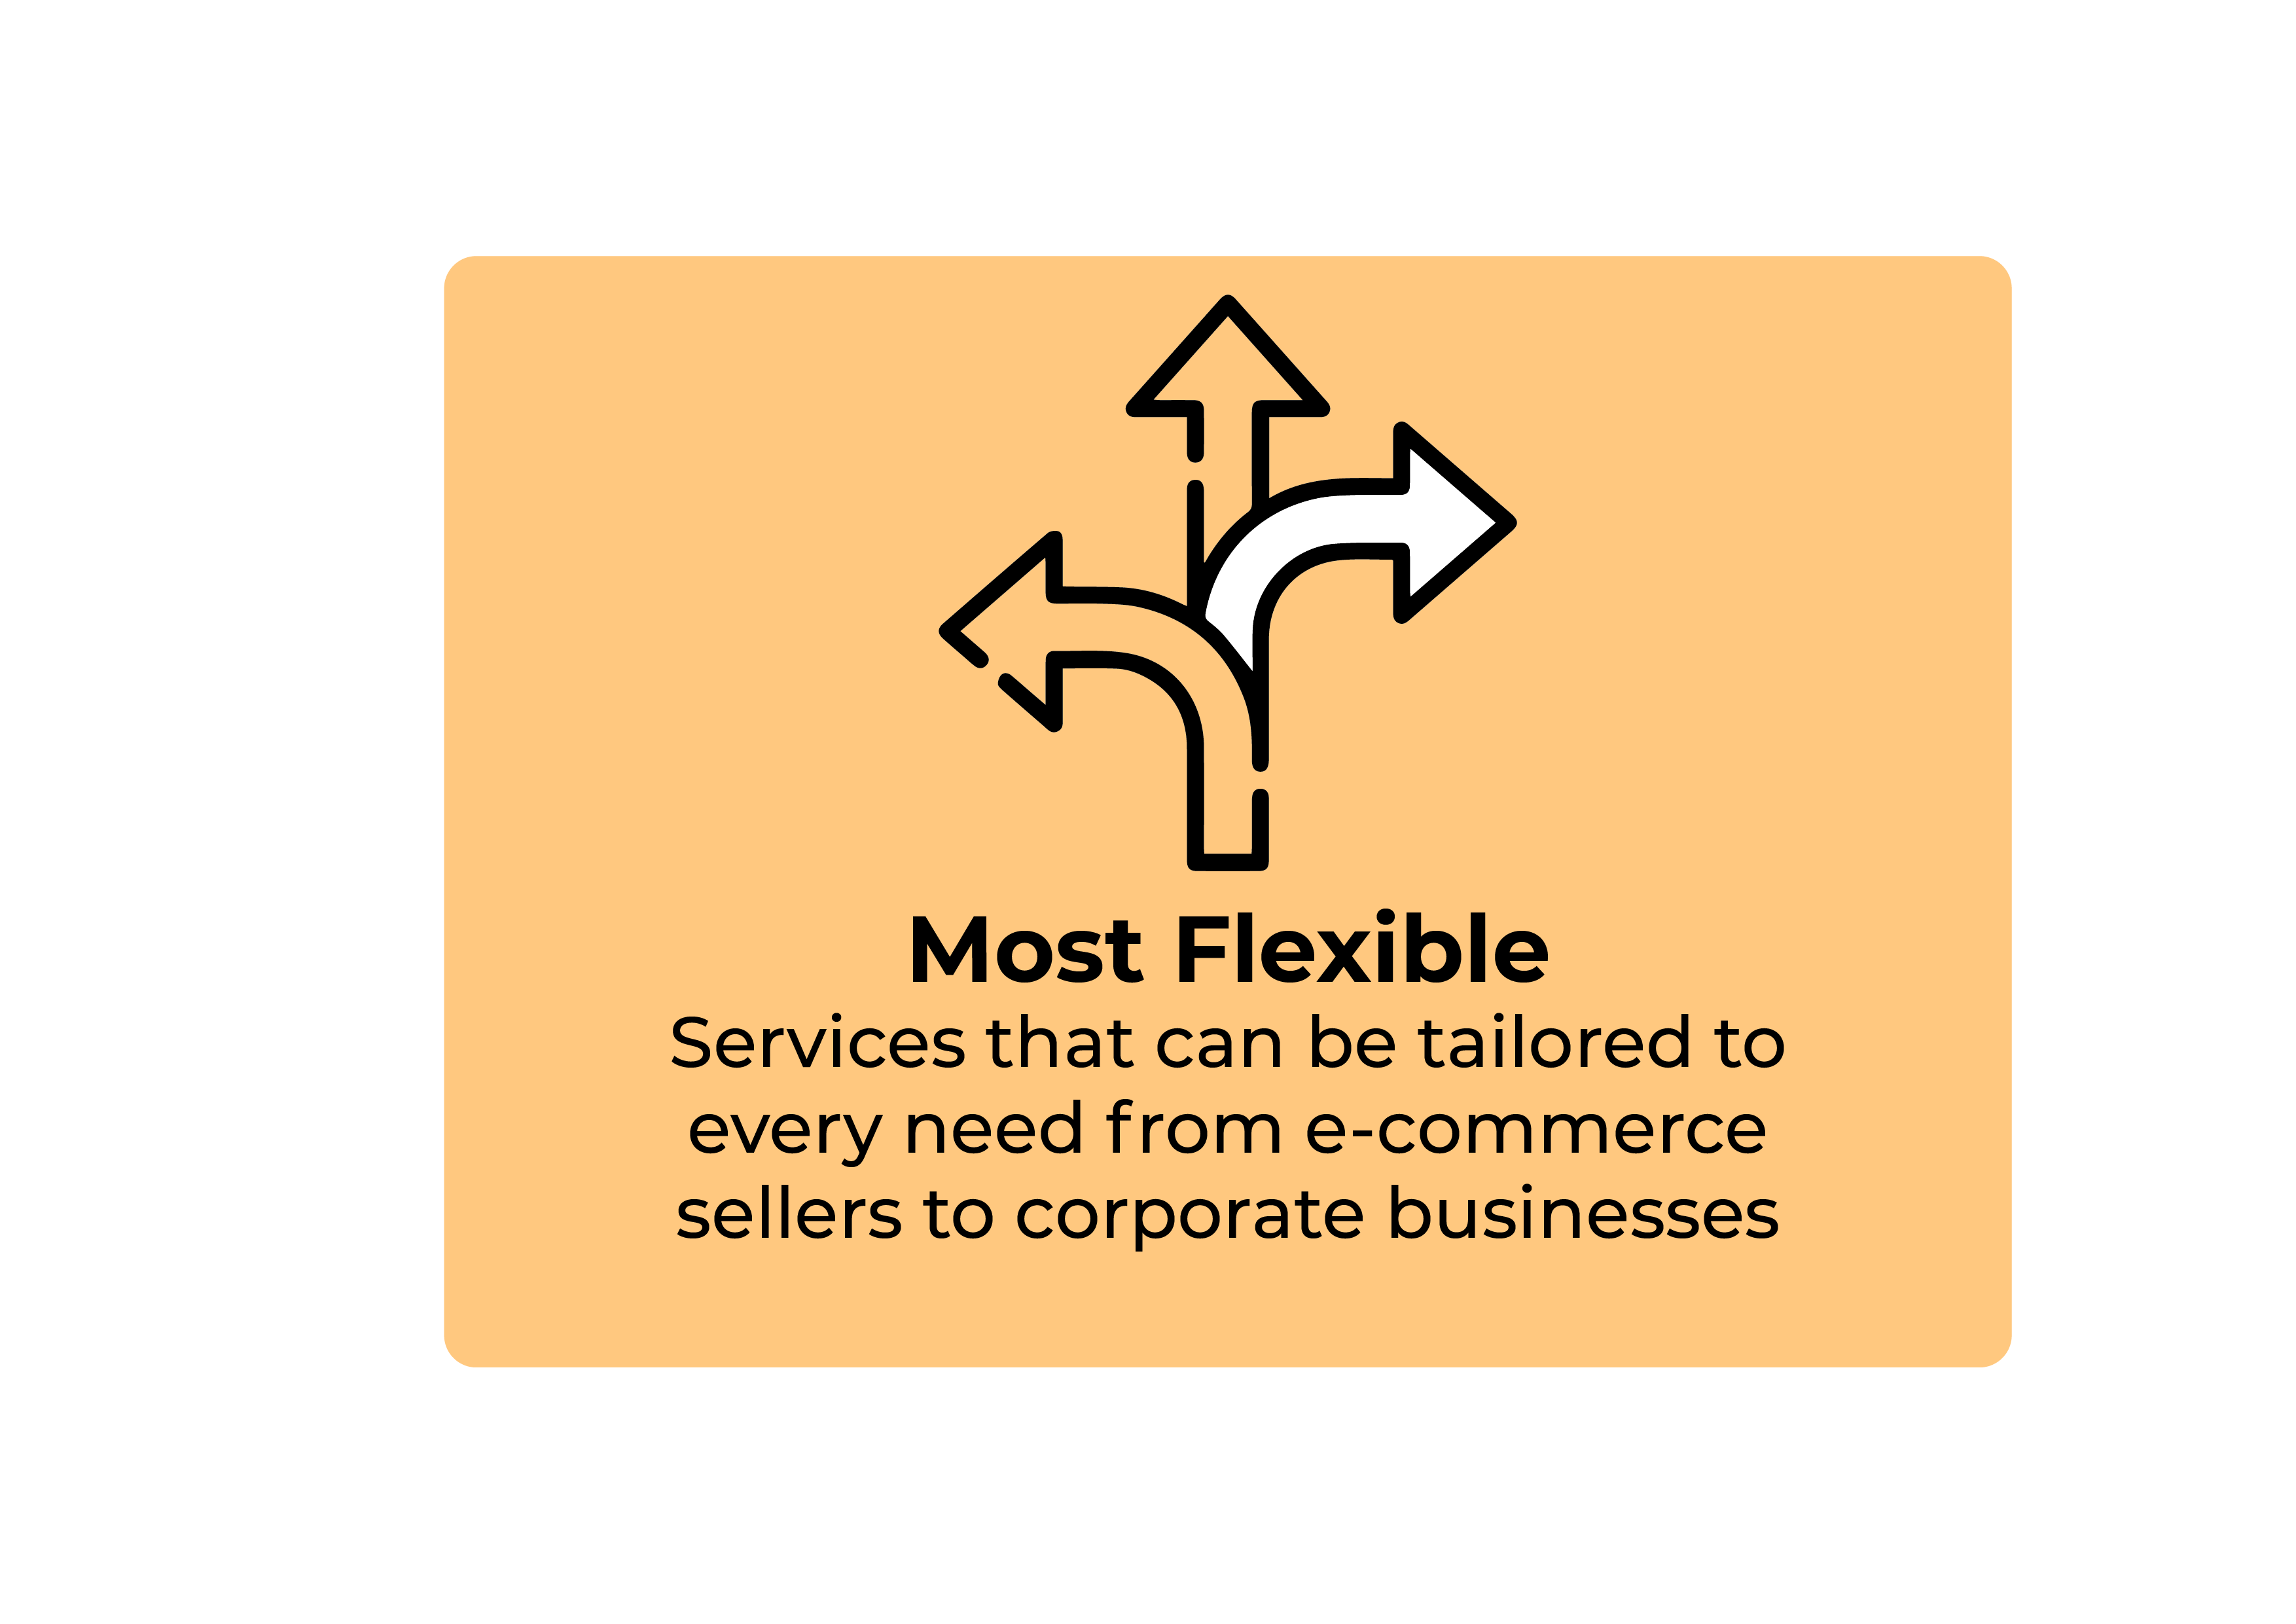 Most Flexible
Services that can be tailored to
every need from e-commerce
sellers to corporate businesses